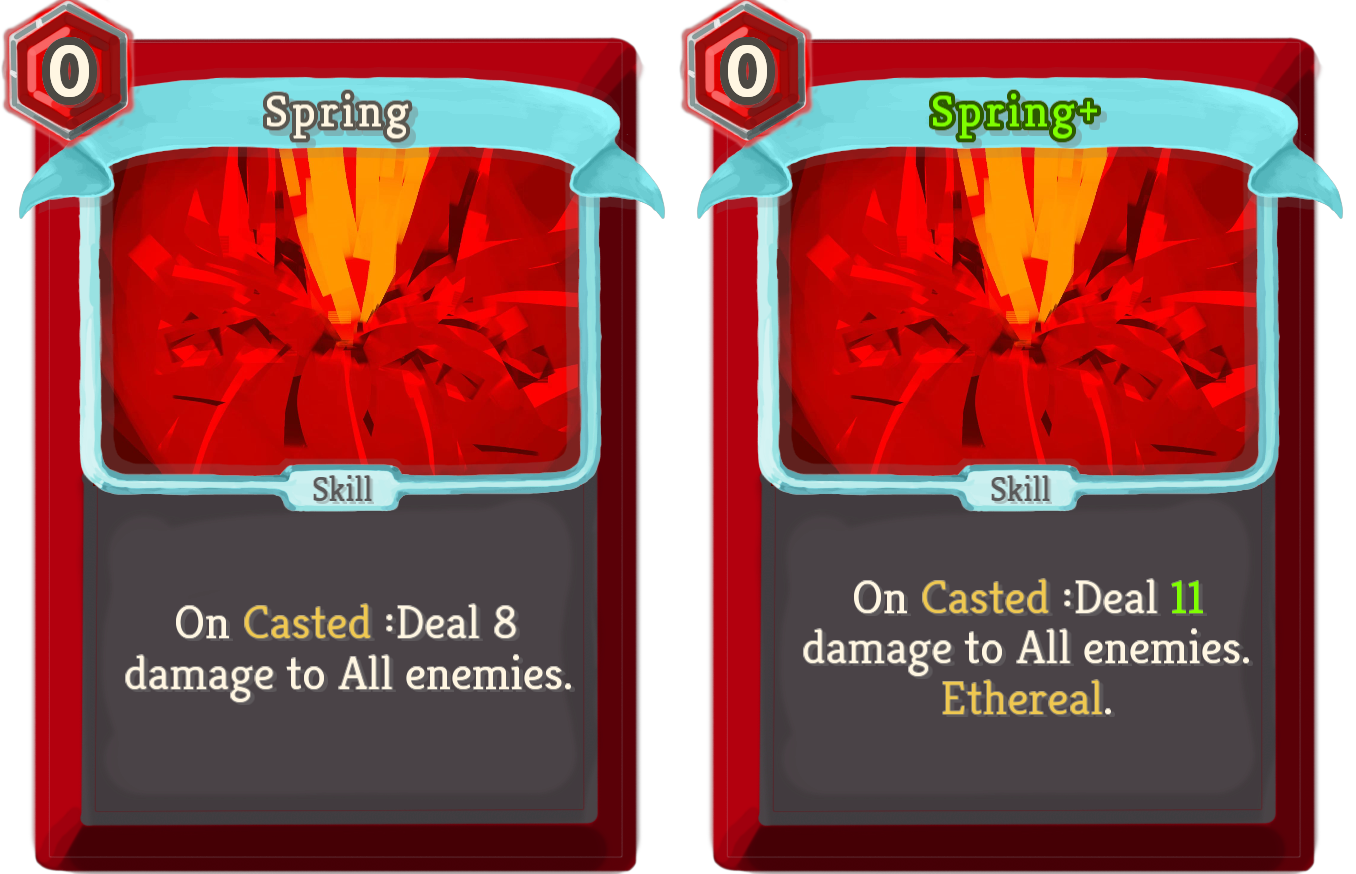 0
Spring
Skill
On Casted :Deal 8
damage to All enemies.
0
Spring+
Skill
On Casted :Deal 11
damage to All enemies.
Ethereal.